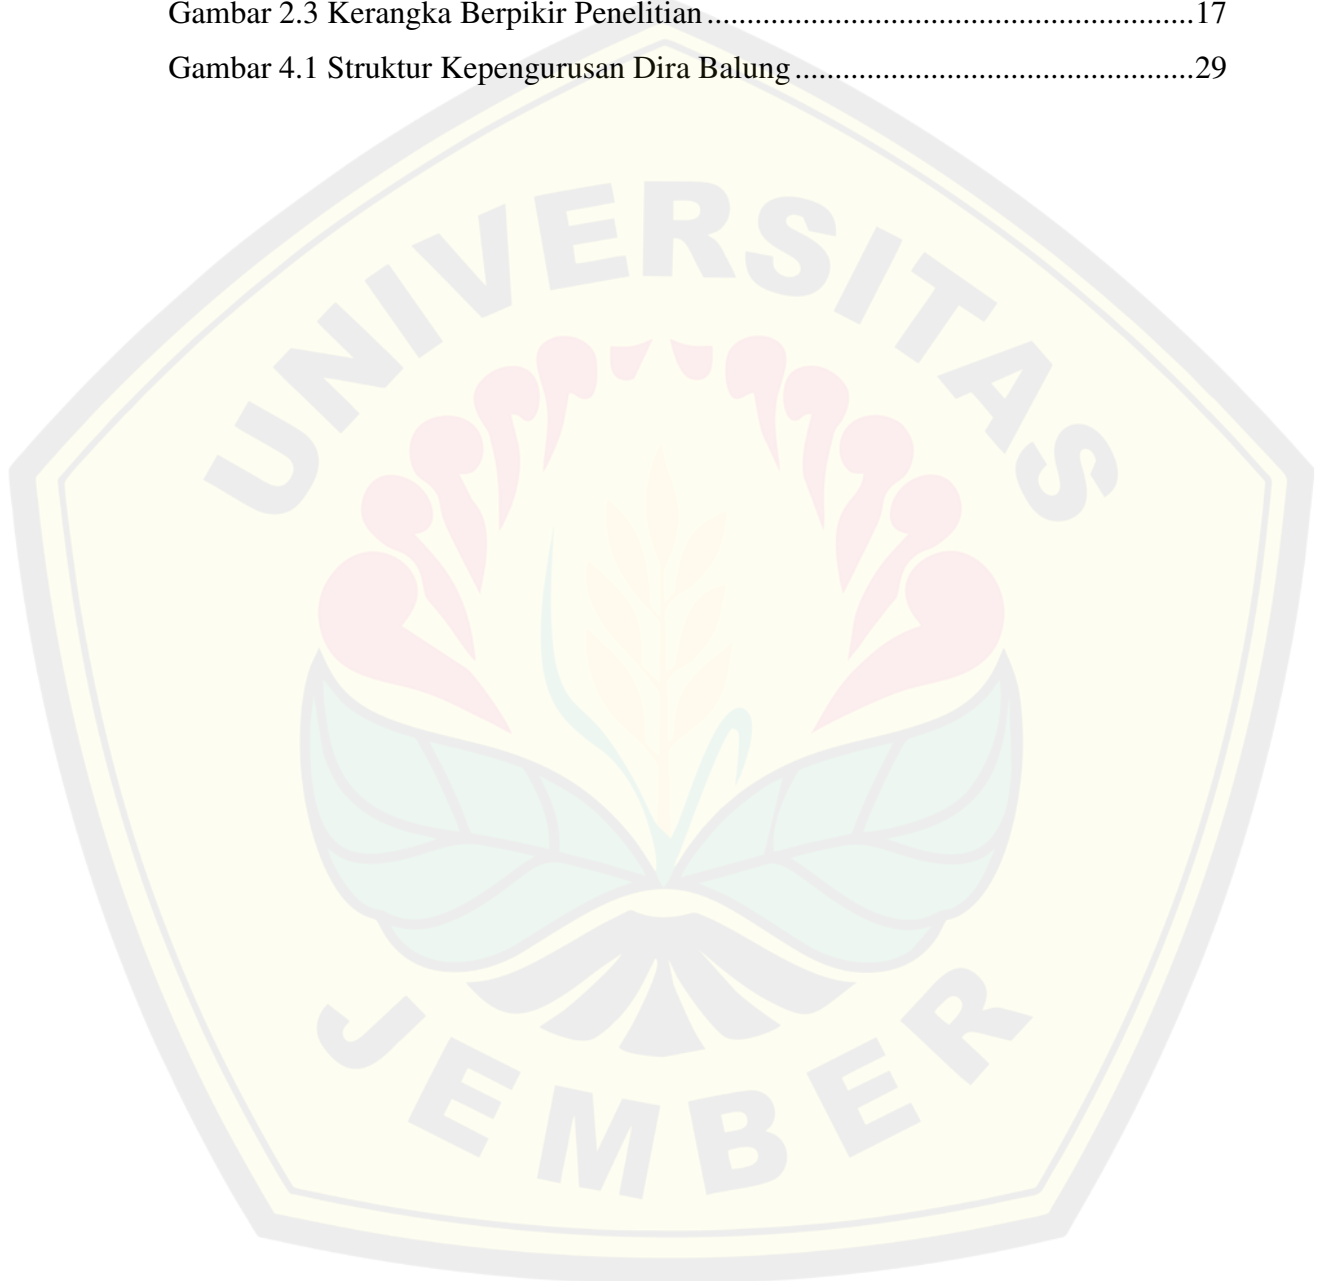 Gambar 2.3 Kerangka Berpikir Penelitian.............................................................17
Gambar 4.1 Struktur Kepengurusan Dira Balung..................................................29
UNIVERSITAS
JEMBER